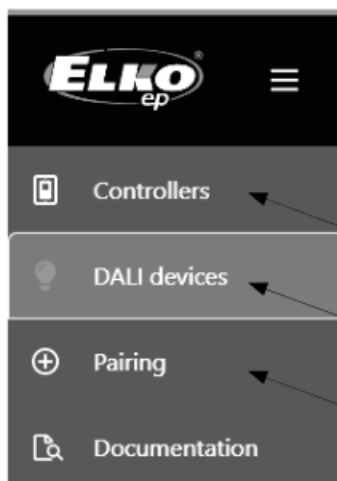 ELKO®
ep
Controllers
DALI devices
Pairing
Documentation